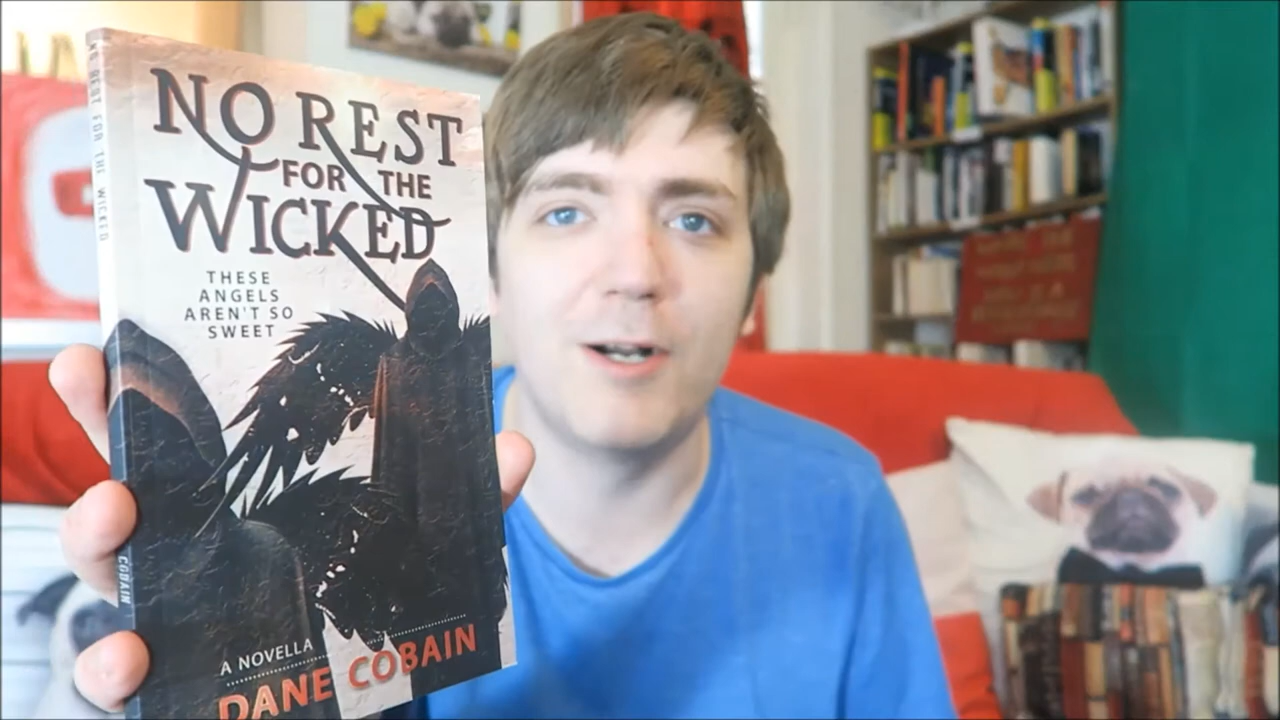 NO REST
FOR THE
WICKED
THESE
ANGELS
AREN'T SO
SWEET
A NOVELLA
DANE COBAIN
NO REST FOR THE WICKED
COBAIN